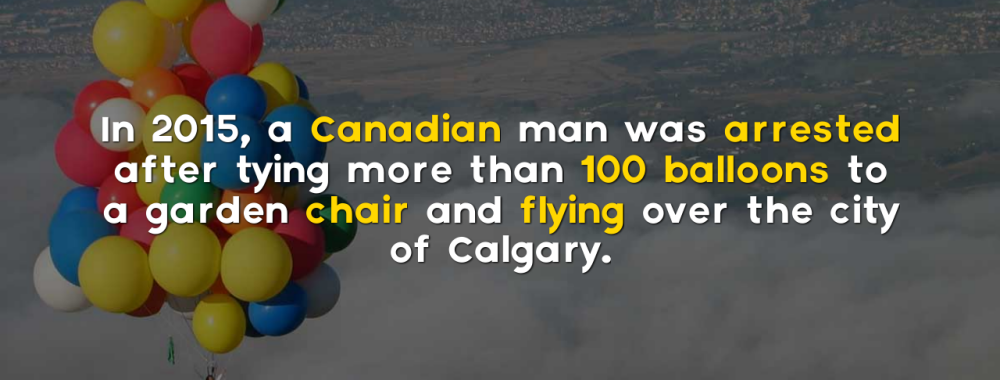 In 2015, a Canadian man was arrested
after tying more than 100 balloons to
a garden chair and flying over the city
of Calgary.